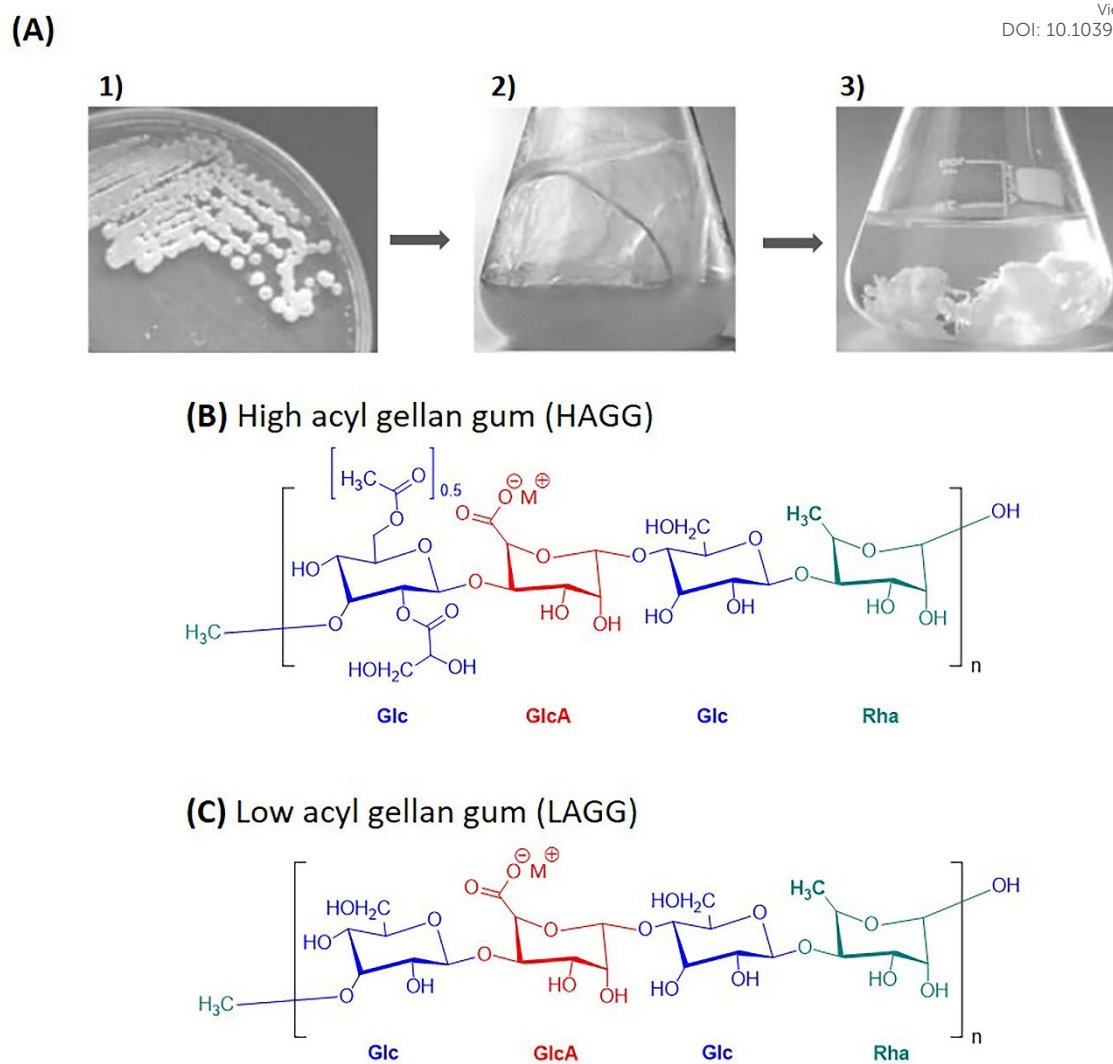 Vie
DOI: 10.1039
(A)
1)
2)
3)
(B) High acyl gellan gum (HAGG)
[H₃C O]0.5
O
O⊖ M⊕
O
HO
O
O
O
O
O
HOH₂C
O
HO
OH
HO
OH
O
H₃C
O
HO
OH
OH
H₃C
O
O
HOH₂C
OH
n
Glc
GlcA
Glc
Rha
(C) Low acyl gellan gum (LAGG)
O⊖ M⊕
O
HOH₂C
HO
O
OH
O
O
HO
OH
O
HOH₂C
O
HO
OH
O
H₃C
O
HO
OH
OH
H₃C
O
n
Glc
GlcA
Glc
Rha